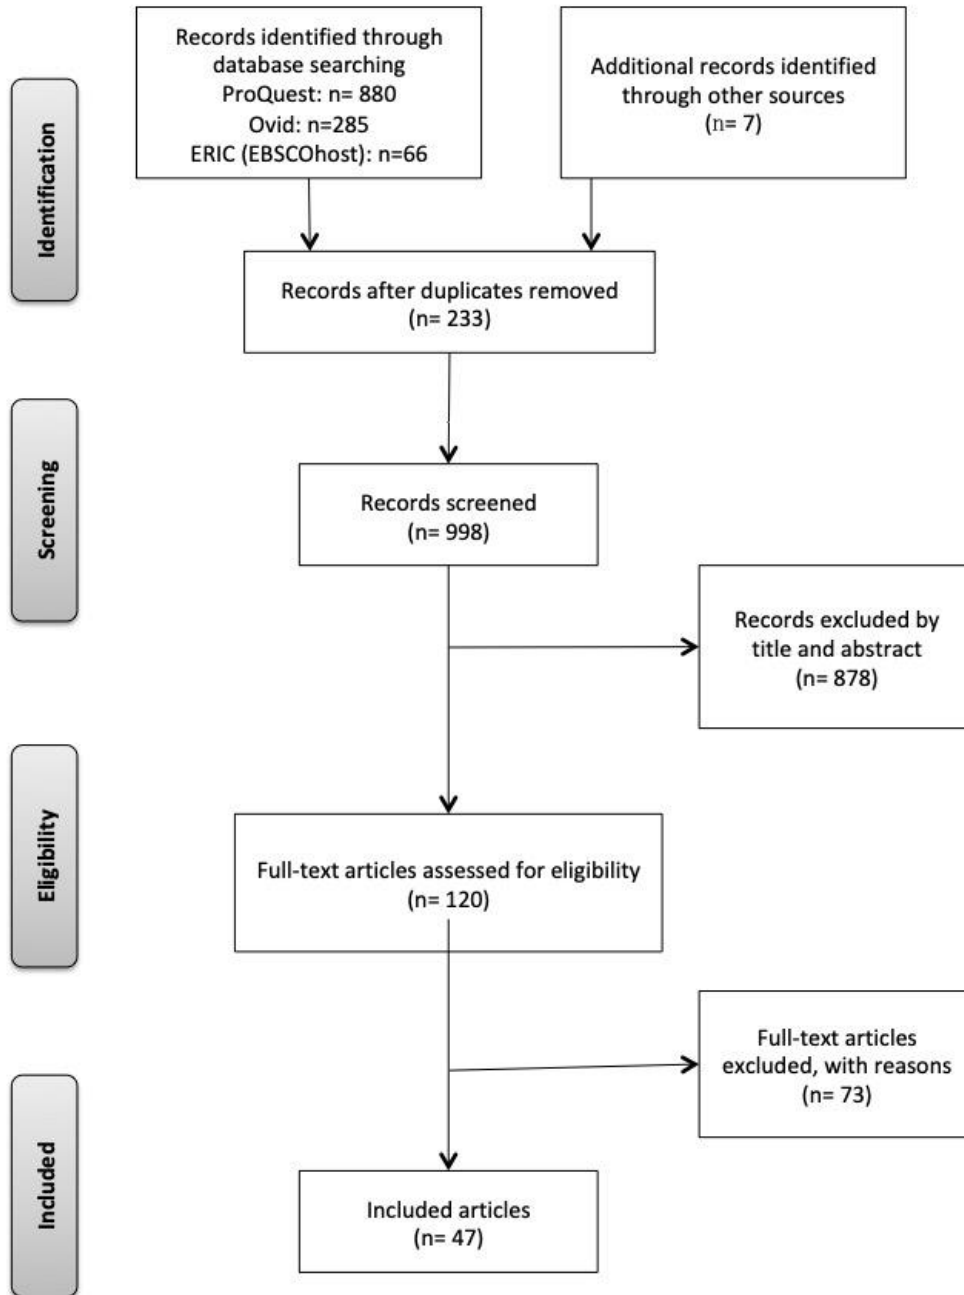 Records identified through
database searching
ProQuest: n= 880
Ovid: n=285
ERIC (EBSCOhost): n=66
Additional records identified
through other sources
(n= 7)
Identification
Records after duplicates removed
(n= 233)
Screening
Records screened
(n= 998)
Records excluded by
title and abstract
(n= 878)
Eligibility
Full-text articles assessed for eligibility
(n= 120)
Full-text articles
excluded, with reasons
(n= 73)
Included
Included articles
(n= 47)